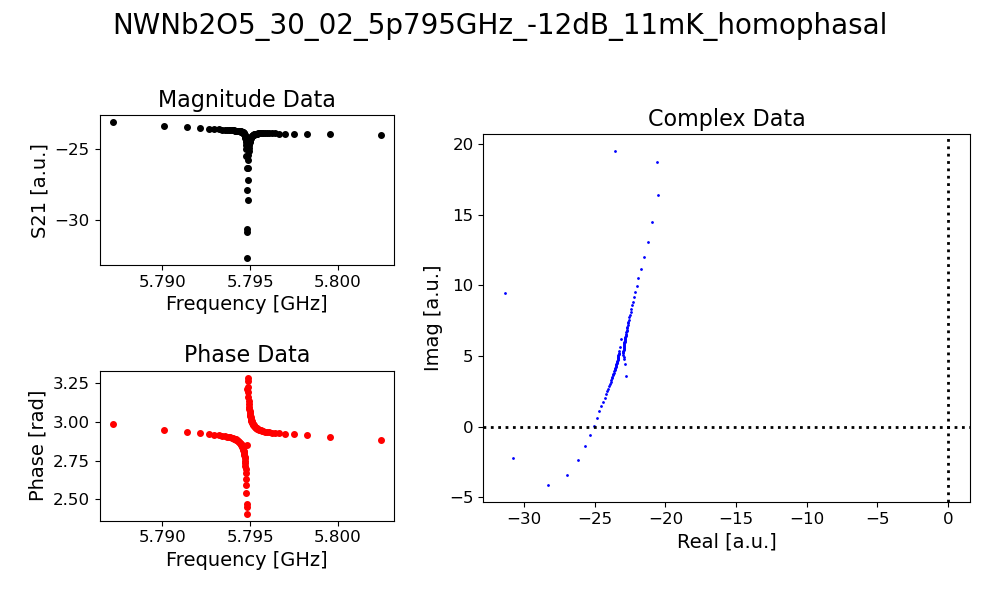 NWNb2O5_30_02_5p795GHz_-12dB_11mK_homophasal
Magnitude Data
S21 [a.u.]
−25
−30
5.790 5.795 5.800
Frequency [GHz]
Phase Data
Phase [rad]
3.25
3.00
2.75
2.50
5.790 5.795 5.800
Frequency [GHz]
Complex Data
Imag [a.u.]
20
15
10
5
0
−5
−30 −25 −20 −15 −10 −5 0
Real [a.u.]